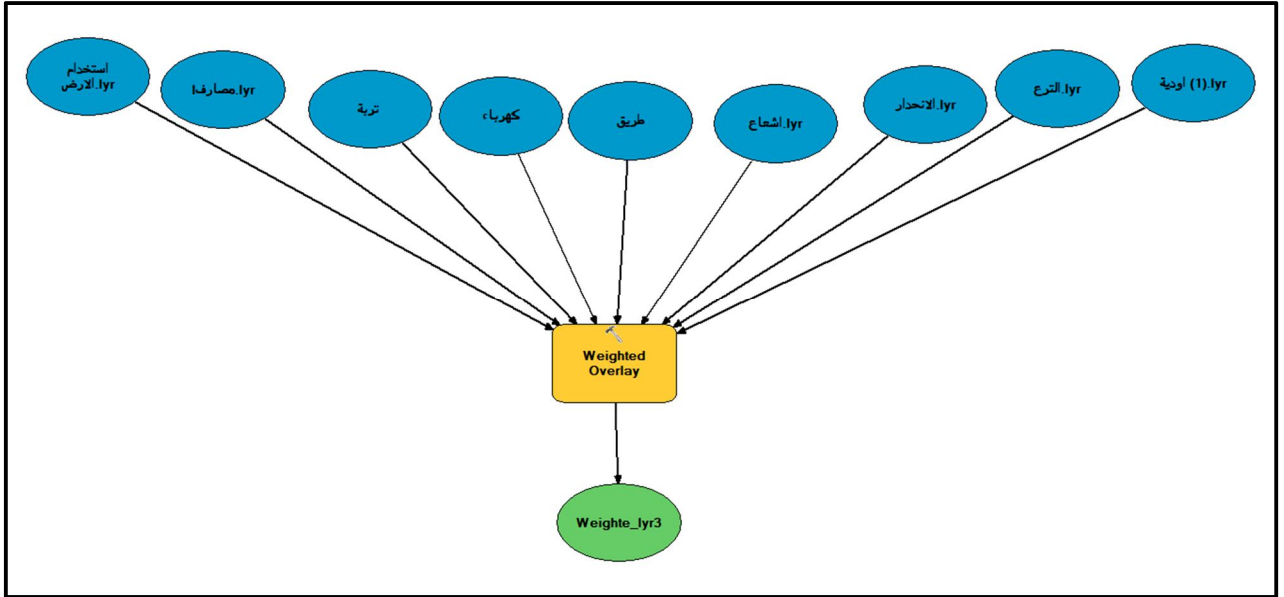 استخدام
الارض.lyr
مصارفا.lyr
تربة
كهرباء
طريق
اشعاع.lyr
الانحدار.lyr
الترع.lyr
اودية (1).lyr
Weighted
Overlay
Weighte_lyr3